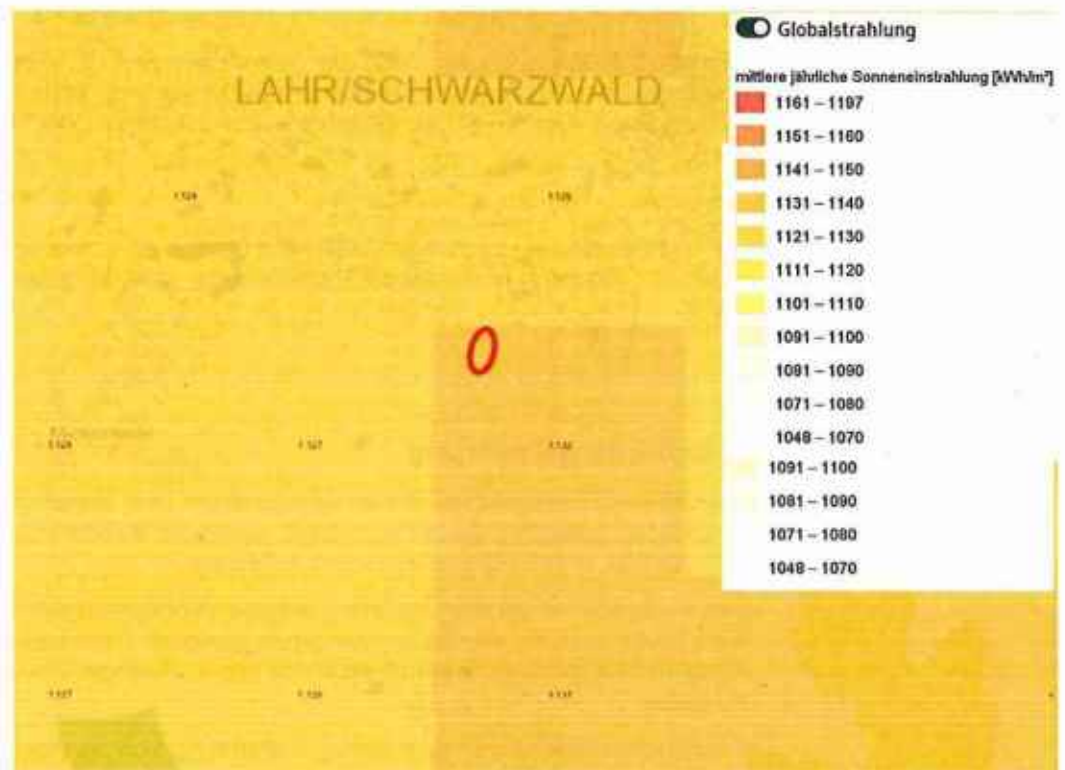 Globalstrahlung
mittlere jährliche Sonneneinstrahlung [kWh/m²]
1161 – 1197
1151 – 1160
1141 – 1150
1131 – 1140
1121 – 1130
1111 – 1120
1101 – 1110
1091 – 1100
1081 – 1090
1071 – 1080
1048 – 1070
1091 – 1100
1081 – 1090
1071 – 1080
1048 – 1070
LAHR/SCHWARZWALD
1.127